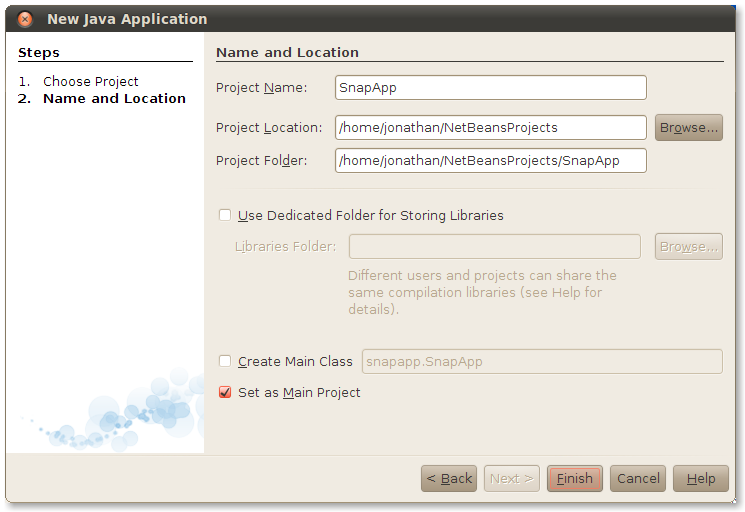 New Java Application
Steps
1. Choose Project
2. Name and Location
Name and Location
Project Name: SnapApp
Project Location: /home/jonathan/NetBeansProjects Browse...
Project Folder: /home/jonathan/NetBeansProjects/SnapApp
Use Dedicated Folder for Storing Libraries
Libraries Folder: Browse...
Different users and projects can share the
same compilation libraries (see Help for
details).
Create Main Class snapapp.SnapApp
Set as Main Project
< Back Next > Finish Cancel Help